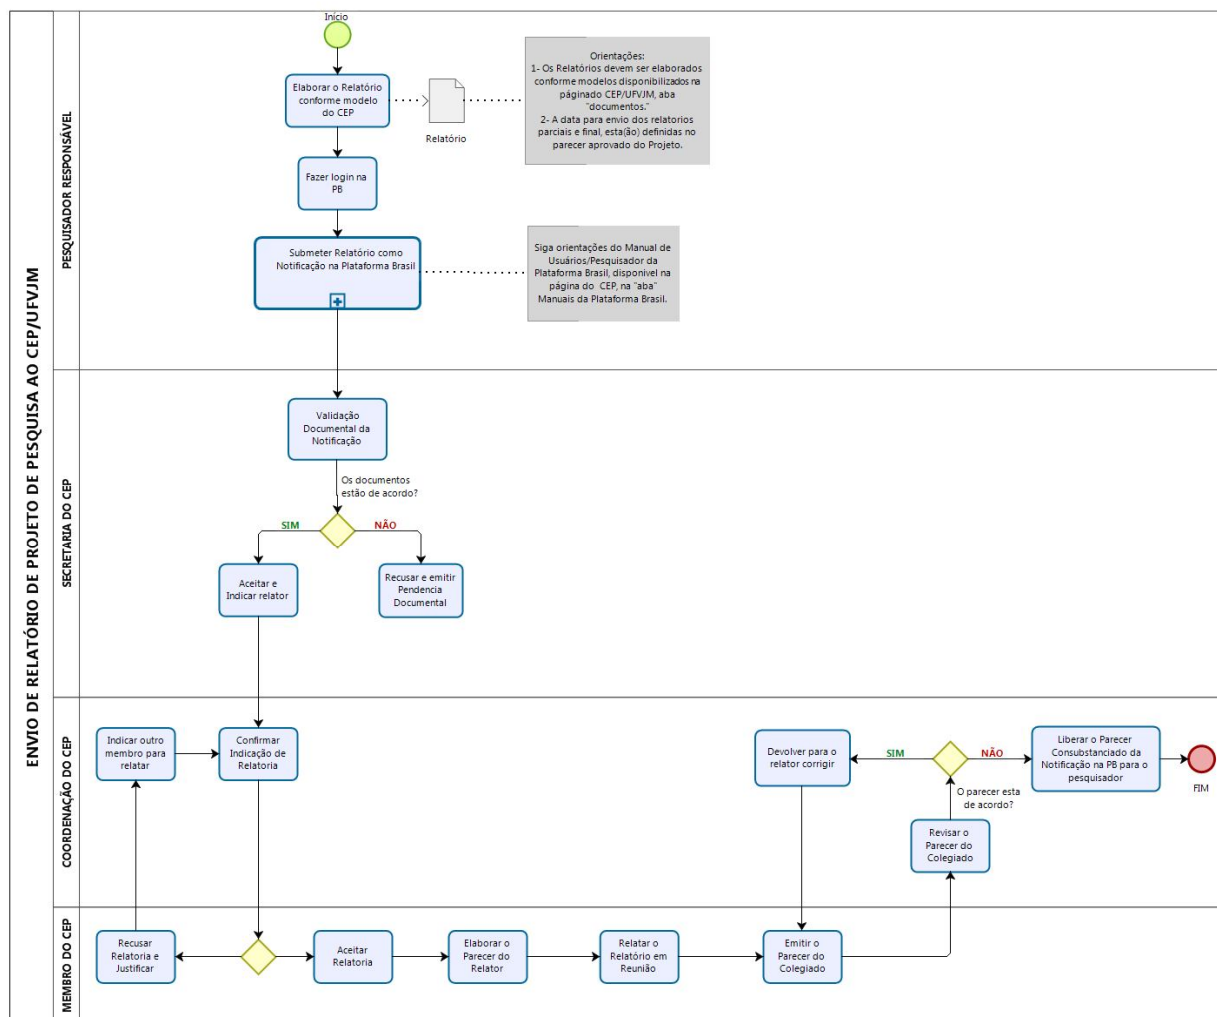 ENVIO DE RELATÓRIO DE PROJETO DE PESQUISA AO CEP/UFVJM
PESQUISADOR RESPONSÁVEL
Início
Elaborar o Relatório
conforme modelo
do CEP
Relatório
Orientações:
1- Os Relatórios devem ser elaborados
conforme modelos disponibilizados na
páginado CEP/UFVJM, aba
"documentos."
2- A data para envio dos relatorios
parciais e final, esta(ão) definidas no
parecer aprovado do Projeto.
Fazer login na
PB
Submeter Relatório como
Notificação na Plataforma Brasil
Siga orientações do Manual de
Usuários/Pesquisador da
Plataforma Brasil, disponivel na
página do CEP, na "aba"
Manuais da Plataforma Brasil.
SECRETARIA DO CEP
Validação
Documental da
Notificação
Os documentos
estão de acordo?
SIM
NÃO
Aceitar e
Indicar relator
Recusar e emitir
Pendencia
Documental
COORDENAÇÃO DO CEP
Indicar outro
membro para
relatar
Confirmar
Indicação de
Relatoria
Devolver para o
relator corrigir
SIM
NÃO
O parecer esta
de acordo?
Liberar o Parecer
Consubstanciado da
Notificação na PB para o
pesquisador
FIM
Revisar o
Parecer do
Colegiado
MEMBRO DO CEP
Recusar
Relatoria e
Justificar
Aceitar
Relatoria
Elaborar o
Parecer do
Relator
Relatar o
Relatório em
Reunião
Emitir o
Parecer do
Colegiado